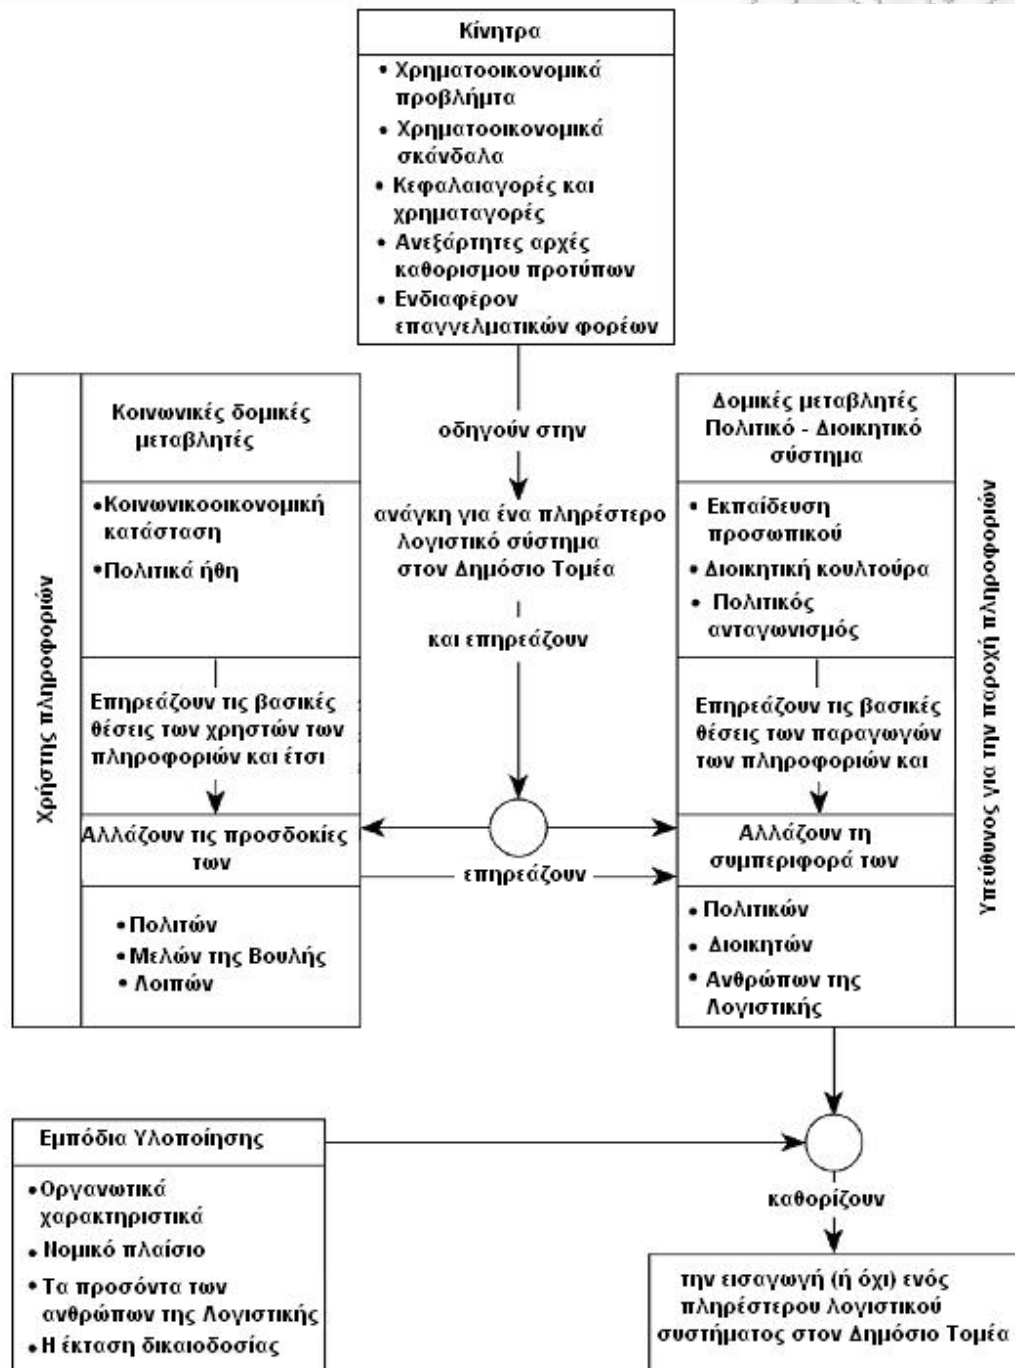 Κίνητρα
• Χρηματοοικονομικά
προβλήμτα
• Χρηματοοικονομικά
σκάνδαλα
• Κεφαλαιαγορές και
χρηματαγορές
• Ανεξάρτητες αρχές
καθορισμου προτύπων
• Ενδιαφέρον
επαγγελματικών φορέων
οδηγούν στην
ανάγκη για ένα πληρέστερο
λογιστικό σύστημα
στον Δημόσιο Τομέα
και επηρεάζουν
Χρήστης πληροφοριών
Κοινωνικές δομικές
μεταβλητές
• Κοινωνικοοικονομική
κατάσταση
• Πολιτικά ήθη
Επηρεάζουν τις βασικές
θέσεις των χρηστών των
πληροφοριών και έτσι
Αλλάζουν τις προσδοκίες
των
• Πολιτών
• Μελών της Βουλής
• Λοιπών
επηρεάζουν
Δομικές μεταβλητές
Πολιτικό - Διοικητικό
σύστημα
• Εκπαίδευση
προσωπικού
• Διοικητική κουλτούρα
• Πολιτικός
ανταγωνισμός
Επηρεάζουν τις βασικές
θέσεις των παραγωγών
των πληροφοριών και
Αλλάζουν τη
συμπεριφορά των
• Πολιτικών
• Διοικητών
• Ανθρώπων της
Λογιστικής
Υπεύθυνος για την παροχή πληροφοριών
Εμπόδια Υλοποίησης
• Οργανωτικά
χαρακτηριστικά
• Νομικό πλαίσιο
• Τα προσόντα των
ανθρώπων της Λογιστικής
• Η έκταση δικαιοδοσίας
καθορίζουν
την εισαγωγή (ή όχι) ενός
πληρέστερου λογιστικού
συστήματος στον Δημόσιο Τομέα